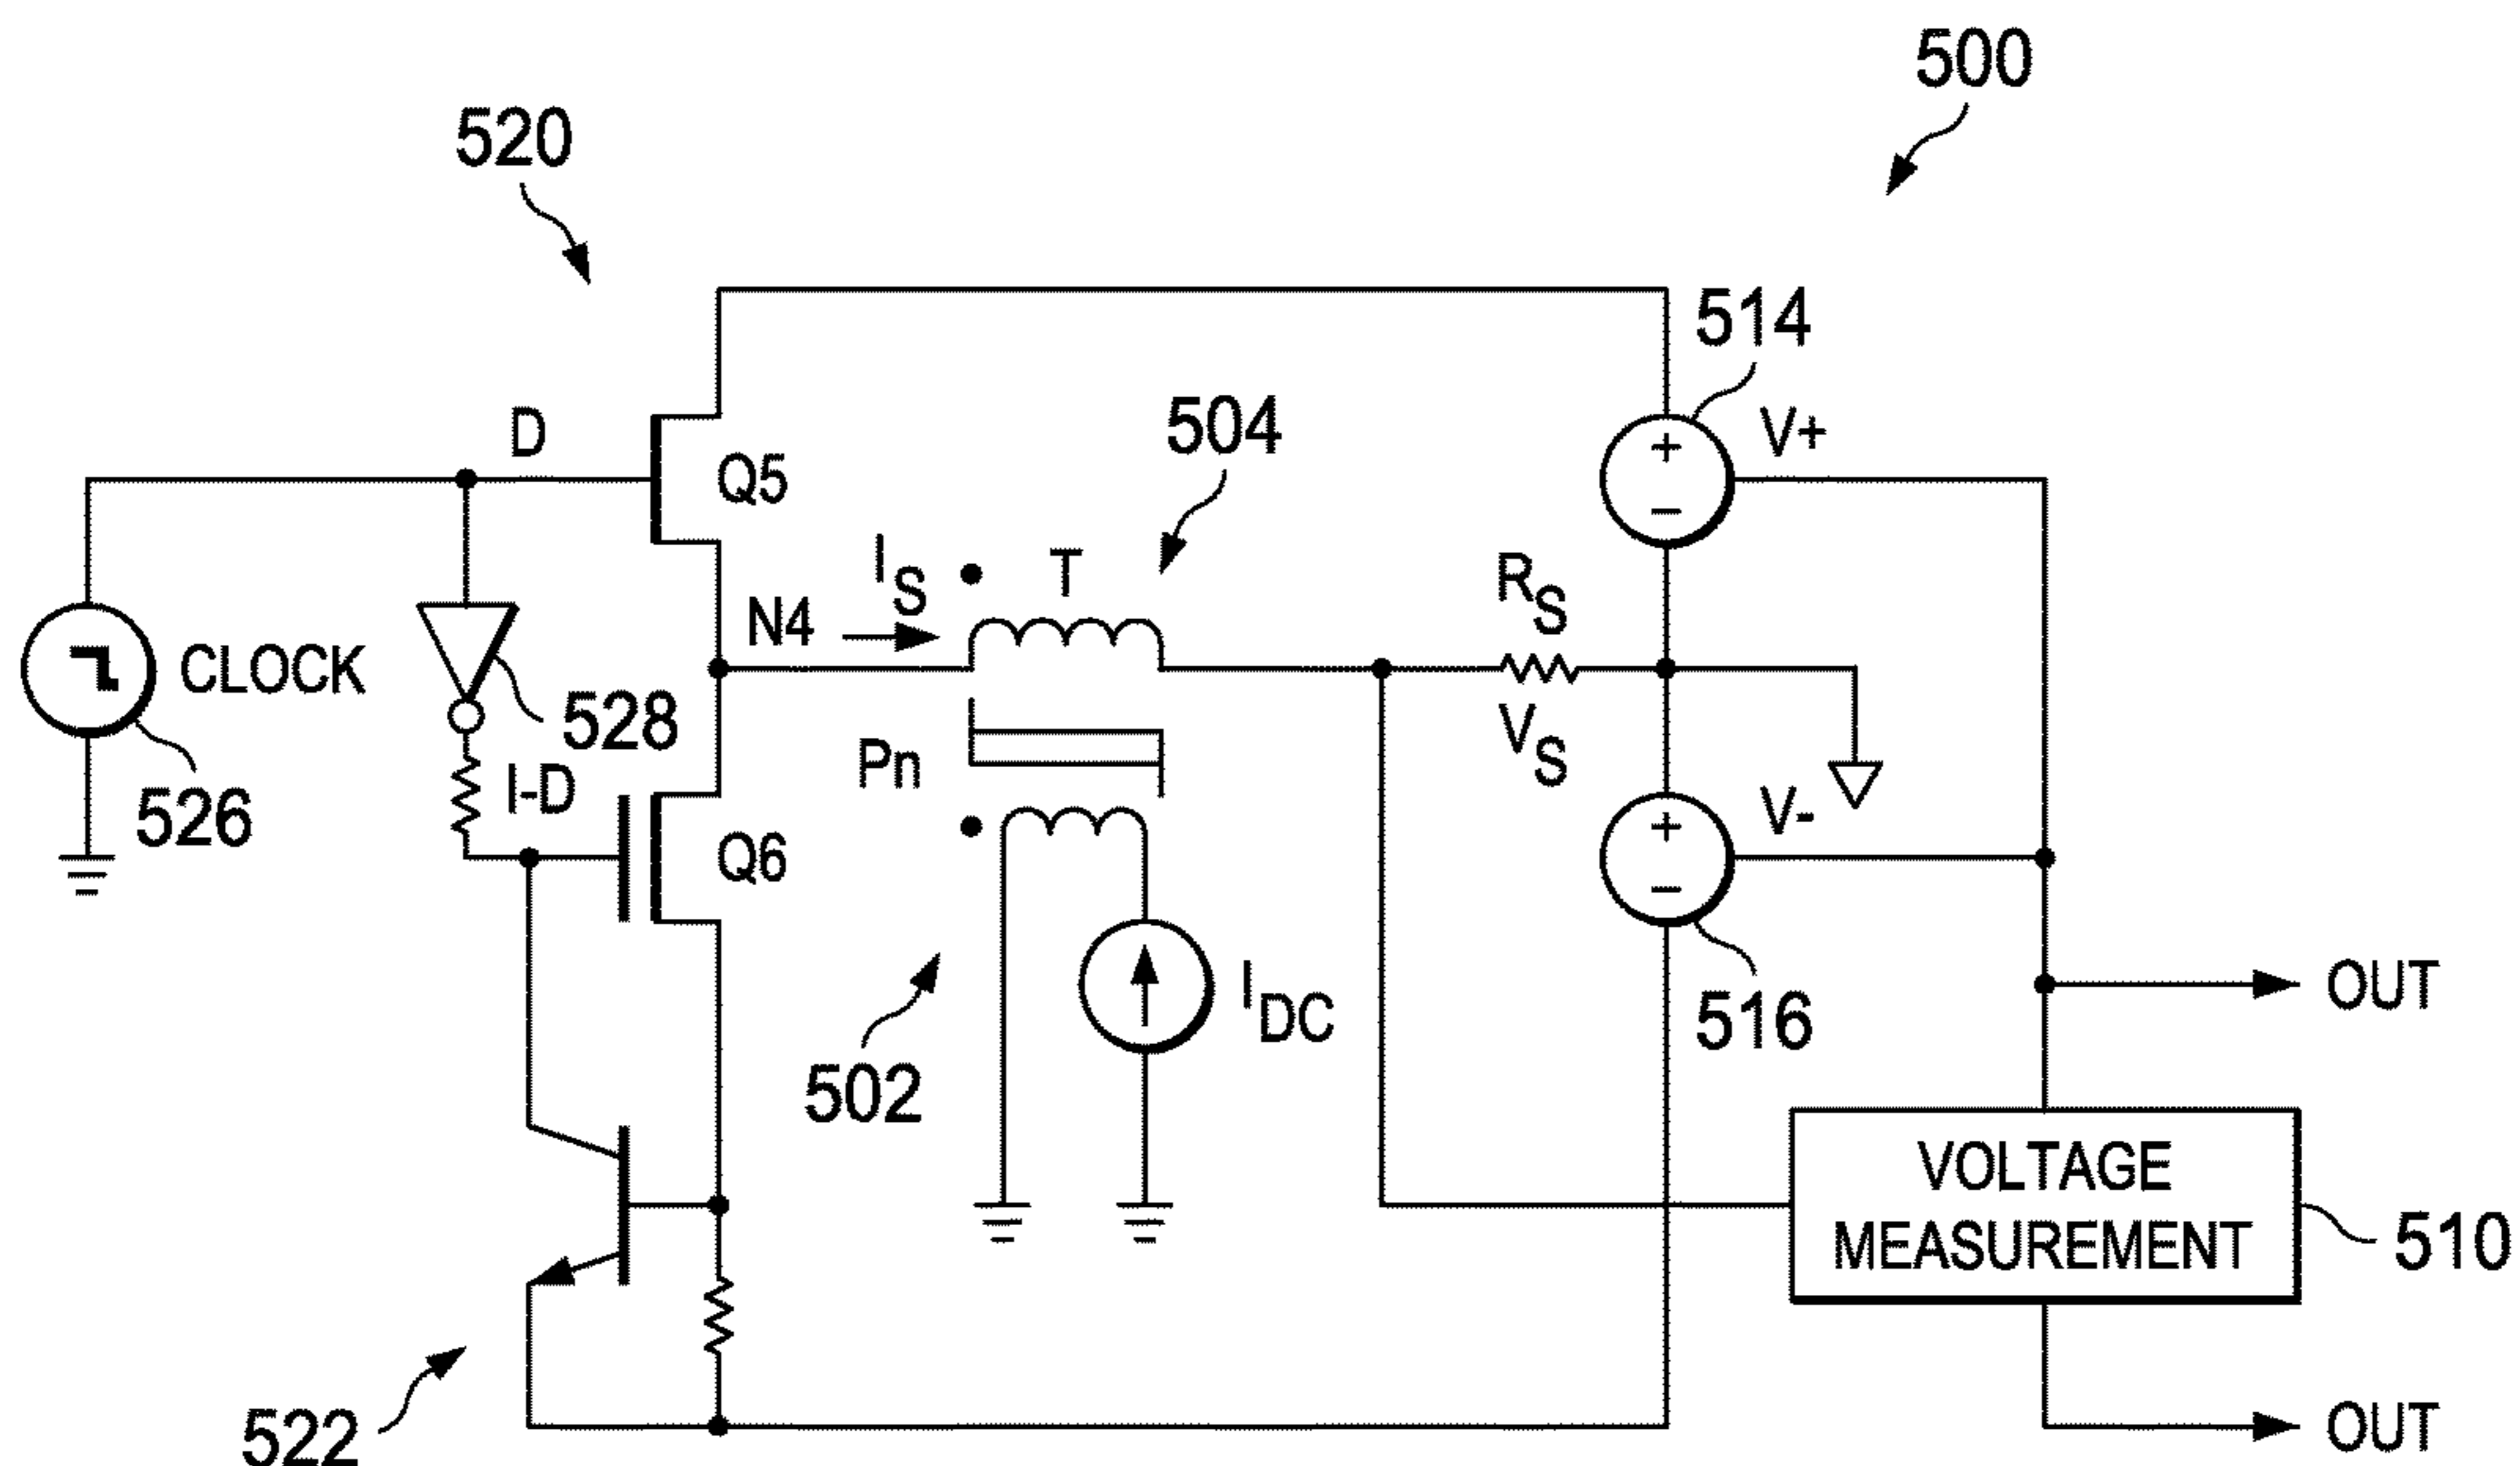 500
520
514
V+
504
D
Q5
IS
T
RS
N4
CLOCK
528
VS
Pn
I-D
V-
526
Q6
OUT
IDC
516
502
VOLTAGE
MEASUREMENT
510
522
OUT